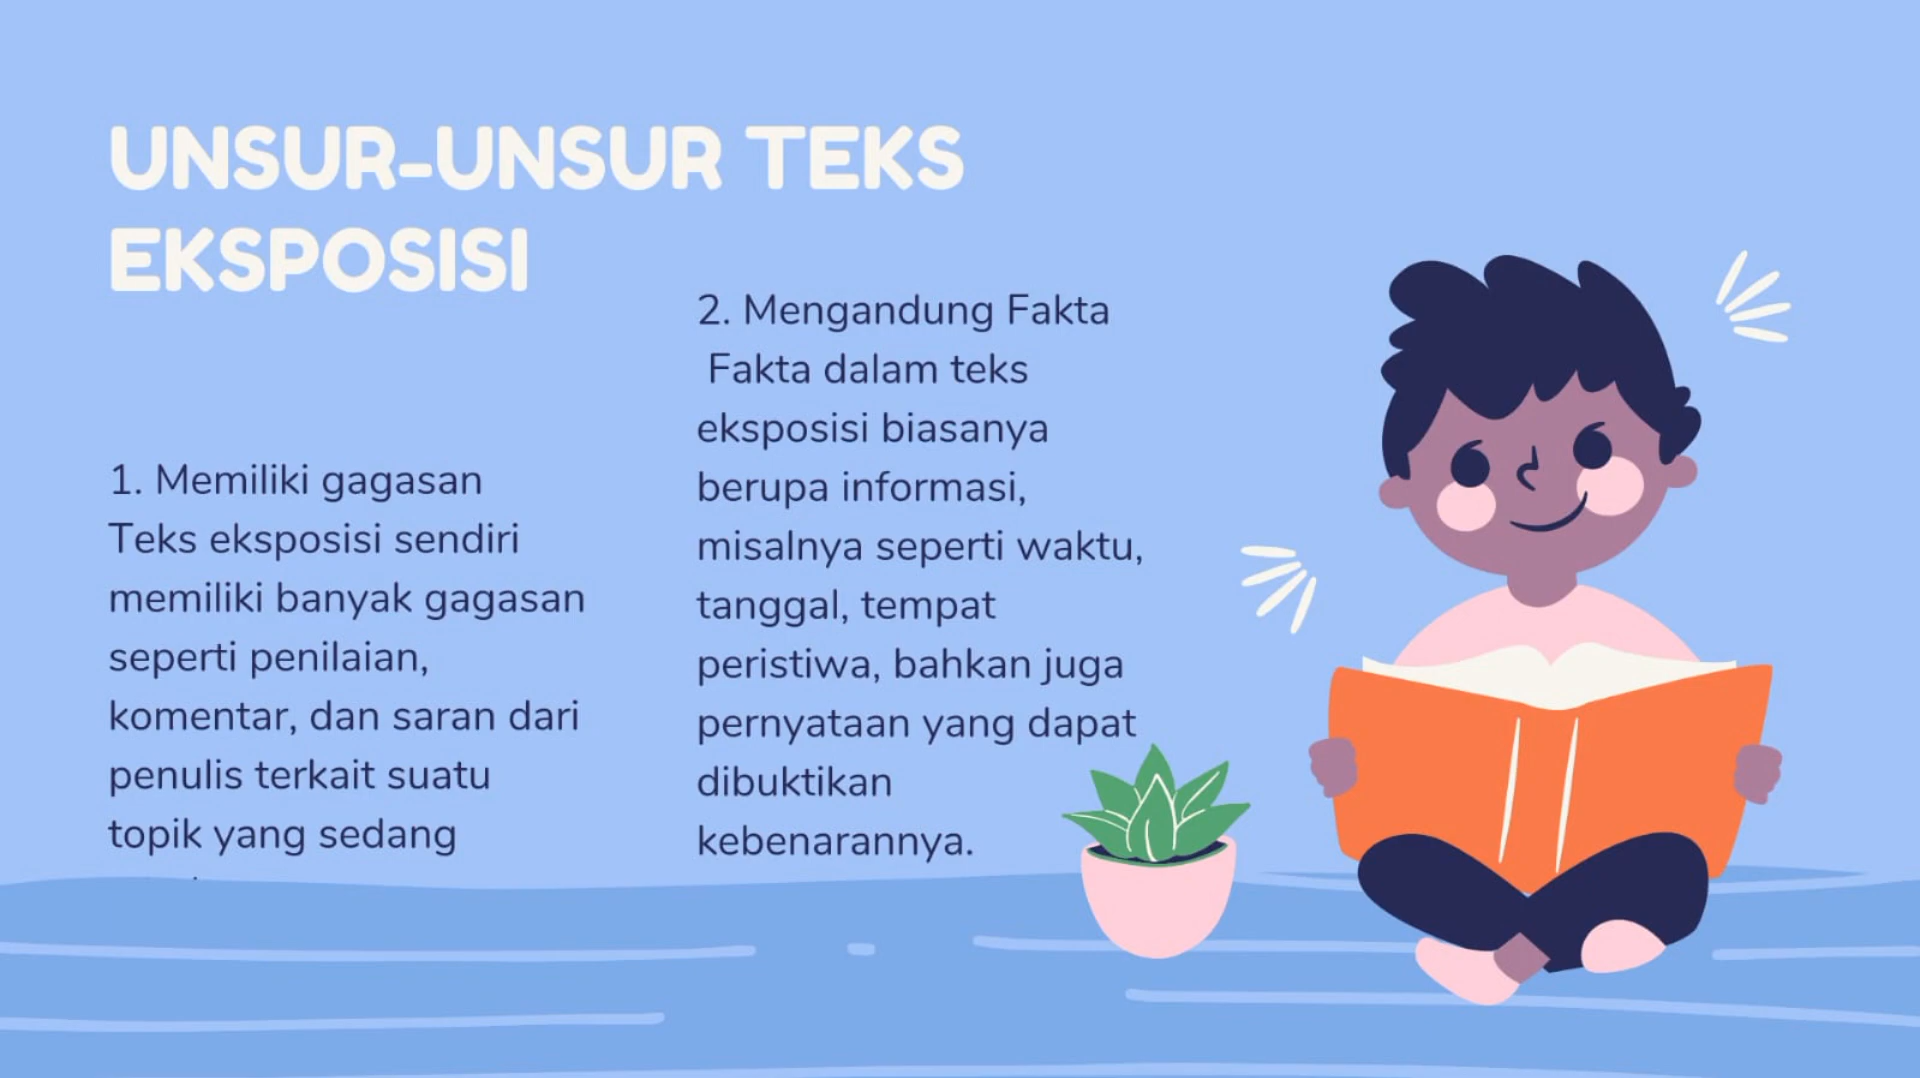 UNSUR-UNSUR TEKS
EKSPOSISI
1. Memiliki gagasan
Teks eksposisi sendiri
memiliki banyak gagasan
seperti penilaian,
komentar, dan saran dari
penulis terkait suatu
topik yang sedang
2. Mengandung Fakta
Fakta dalam teks
eksposisi biasanya
berupa informasi,
misalnya seperti waktu,
tanggal, tempat
peristiwa, bahkan juga
pernyataan yang dapat
dibuktikan
kebenarannya.